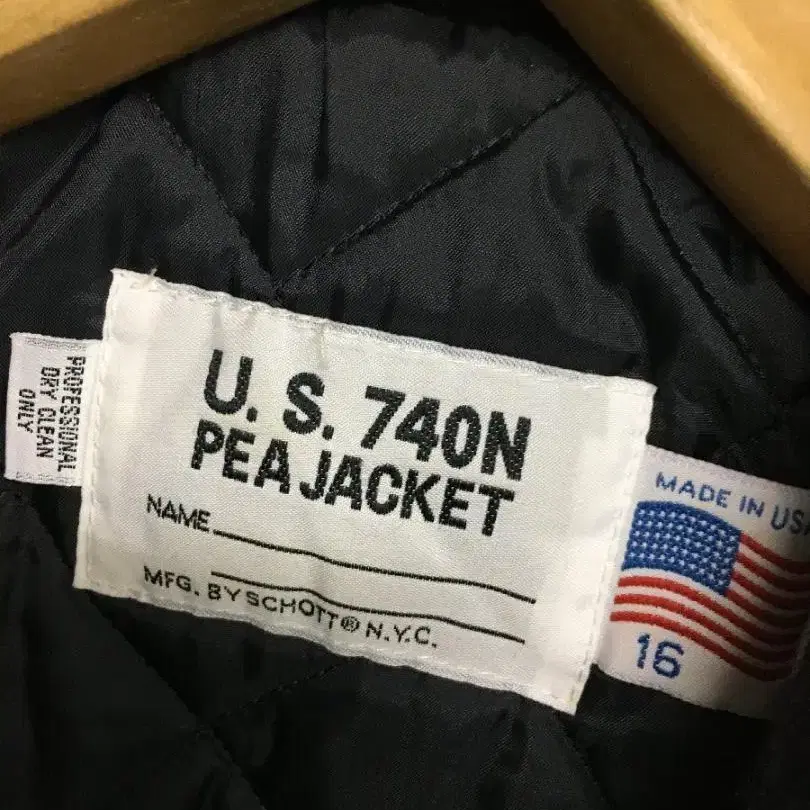 PROFESSIONAL
DRY CLEAN
ONLY
U. S. 740N
PEA JACKET
NAME
MFG. BY SCHOTT® N.Y.C.
MADE IN USA
16